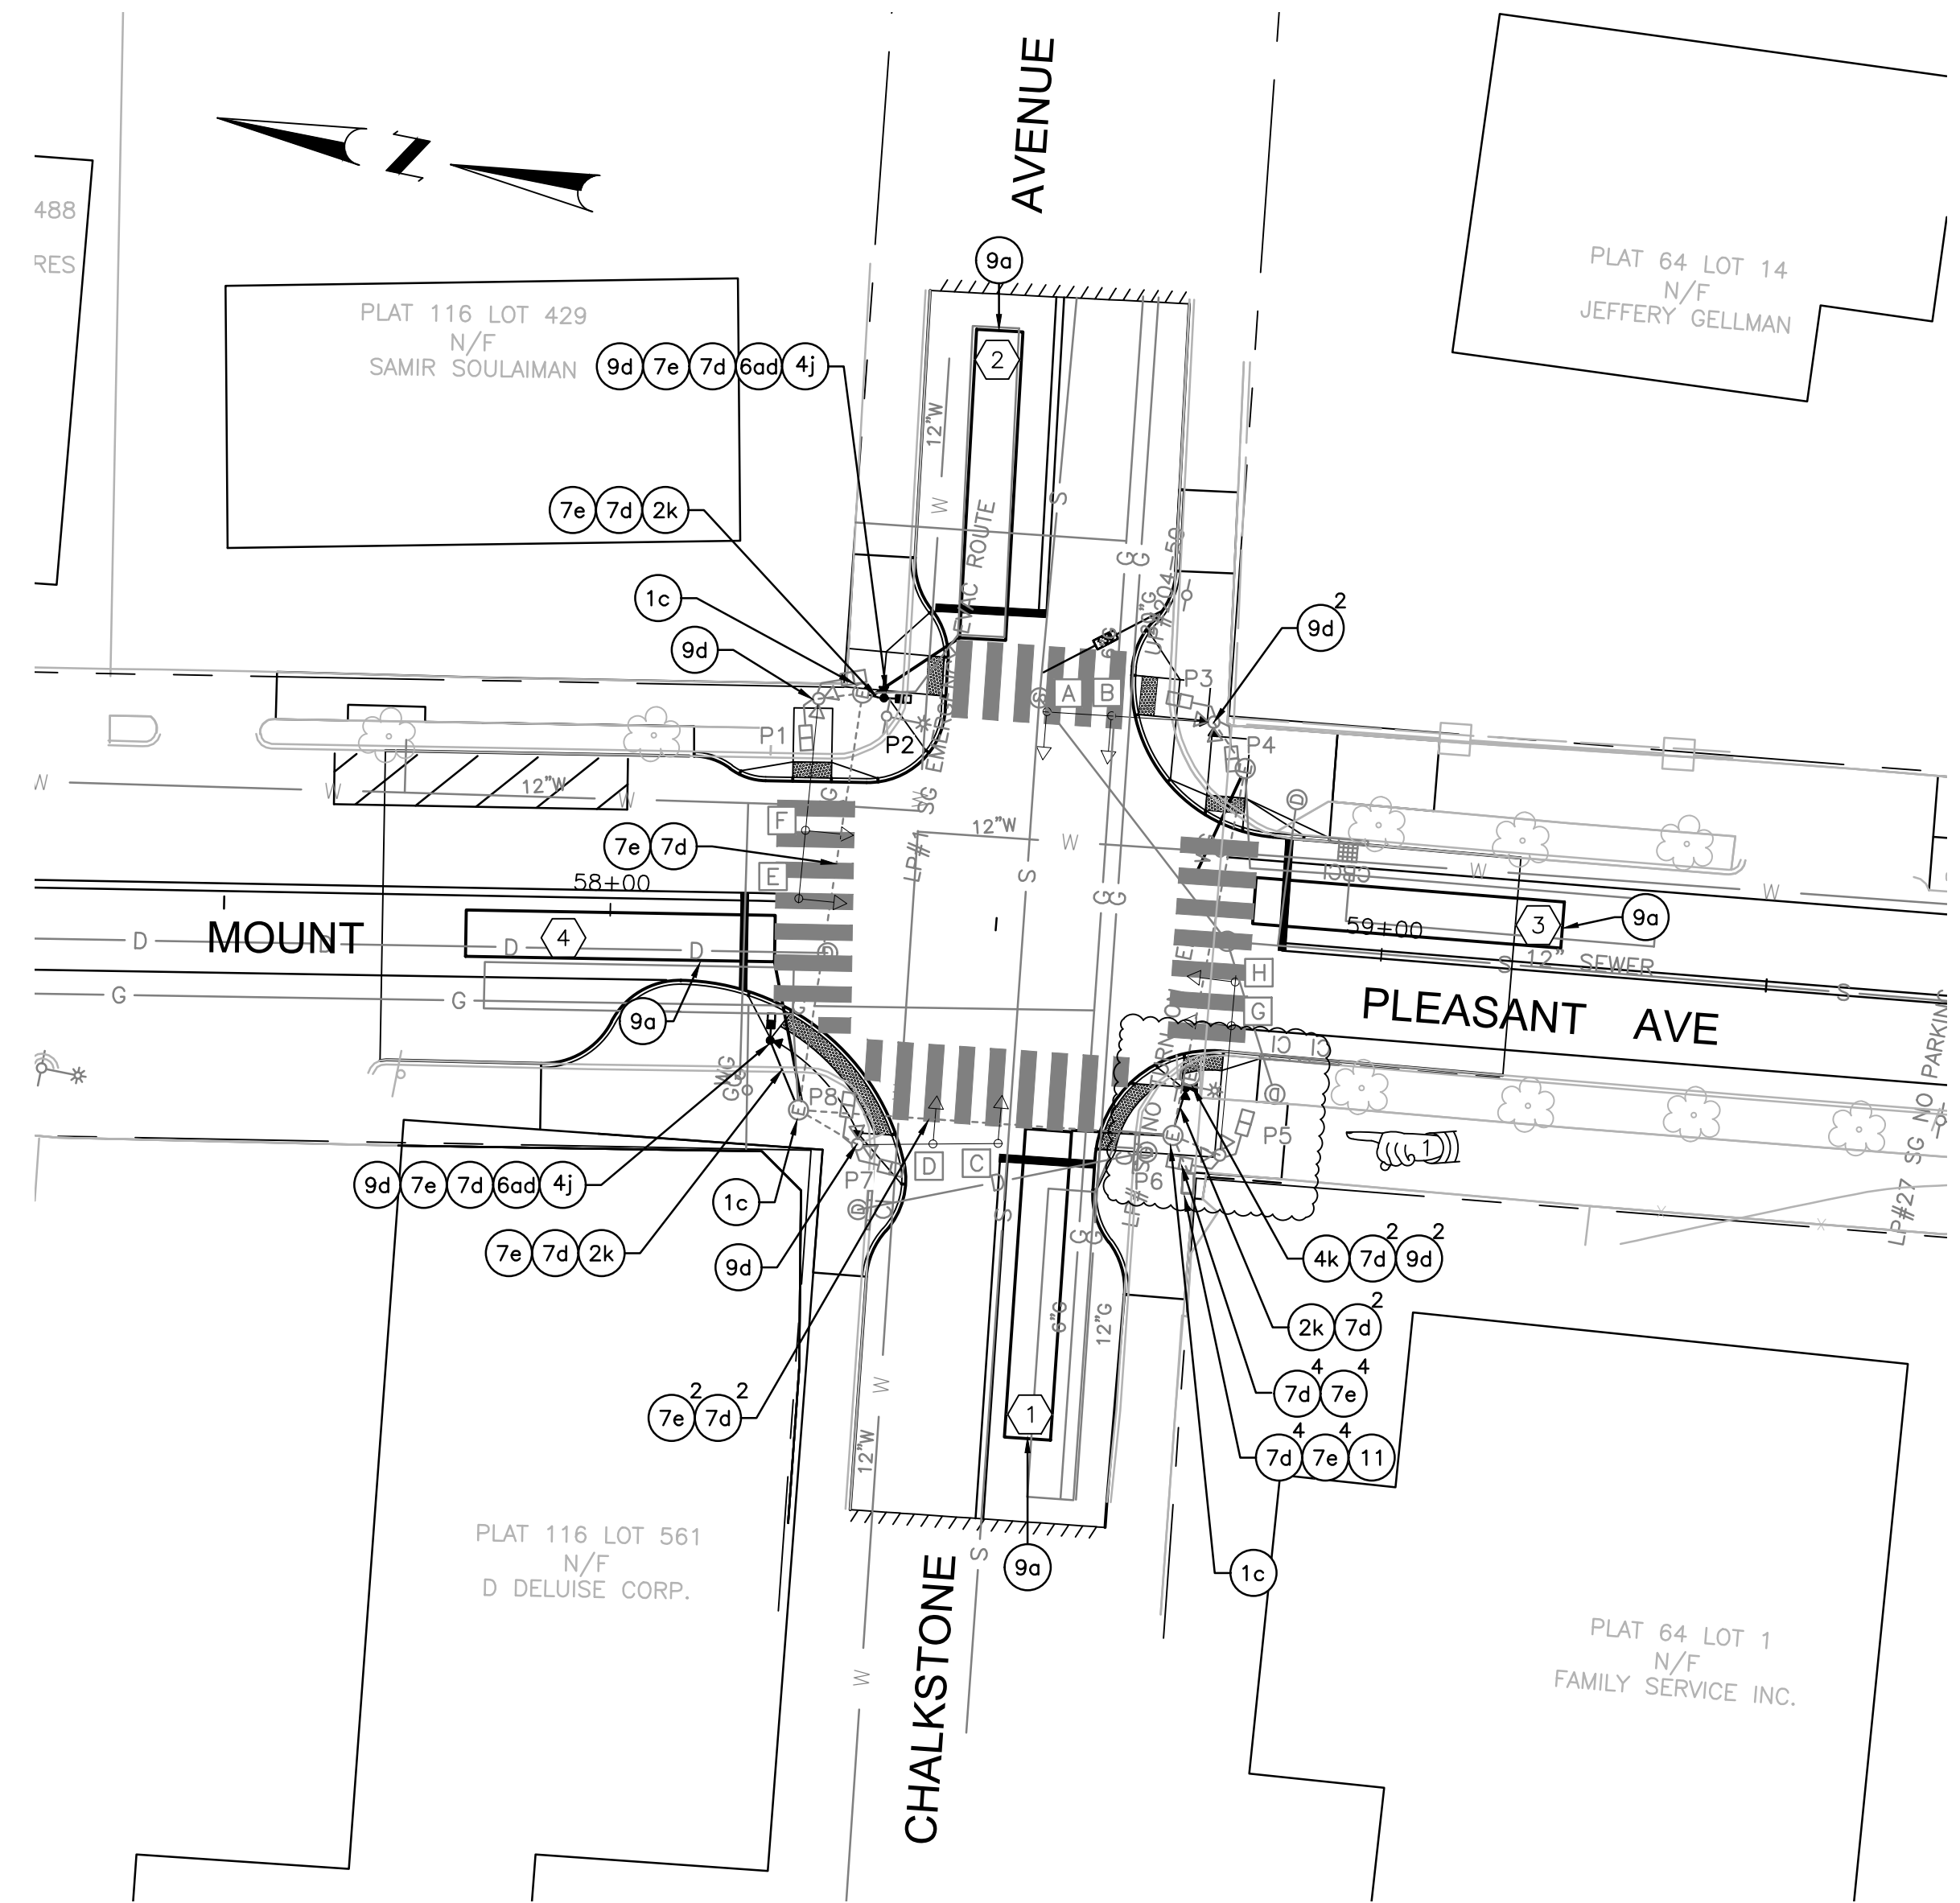 AVENUE
N
488
RES
PLAT 116 LOT 429
N/F
SAMIR SOULAIMAN
PLAT 64 LOT 14
N/F
JEFFERY GELLMAN
9a
2
9d 7e 7d 6ad 4j
12"W
W
S
7e 7d 2k
G G
1c
9d
9d 2
A B
P1
P2
P3
P4
E
D
F
W
W
12"W
W
G
LP#1
12"W
W
7e 7d
E
58+00
S
G G
W
W
MOUNT
D
D
D
D
4
59+00
3
9a
S
12" SEWER
H
G
G
G
9a
PLEASANT AVE
CI CI
S
NO PARKING
SG
LP#27
P8
E
P7
D C
D
S
P5
P6
E
D
1
9d 7e 7d 6ad 4j
1c
7e 7d 2k
9d
G G
4k 7d 2 9d 2
6"G
12"G
2k 7d 2
7d 4 7e 4
7e 2 7d 2
W
1
7d 4 7e 4 11
12"W
PLAT 116 LOT 561
N/F
D DELUISE CORP.
S
9a
1c
CHALKSTONE
W
PLAT 64 LOT 1
N/F
FAMILY SERVICE INC.